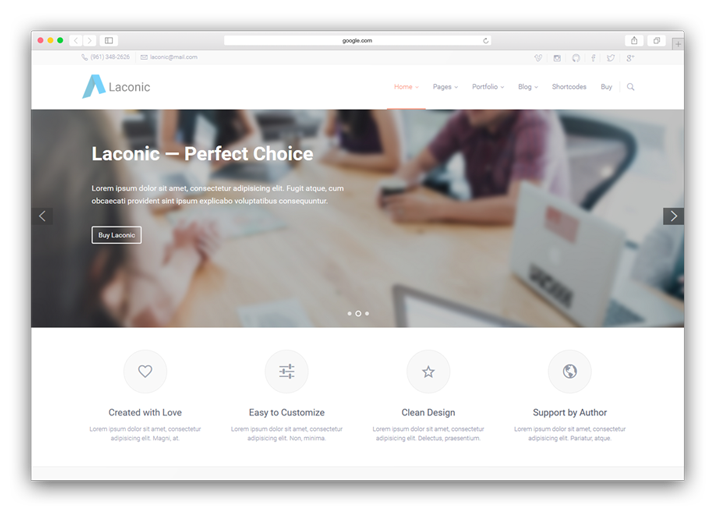 google.com
(961) 348-2626
laconic@mail.com
Laconic
Home
Pages
Portfolio
Blog
Shortcodes
Buy
Laconic — Perfect Choice
Lorem ipsum dolor sit amet, consectetur adipisicing elit. Fugit atque, cum
obcaecati provident sint ipsum explicabo voluptatibus consequuntur.
Buy Laconic
Created with Love
Lorem ipsum dolor sit amet, consectetur
adipisicing elit. Magni, at.
Easy to Customize
Lorem ipsum dolor sit amet, consectetur
adipisicing elit. Non, minima.
Clean Design
Lorem ipsum dolor sit amet, consectetur
adipisicing elit. Delectus, praesentium.
Support by Author
Lorem ipsum dolor sit amet, consectetur
adipisicing elit. Pariatur, atque.